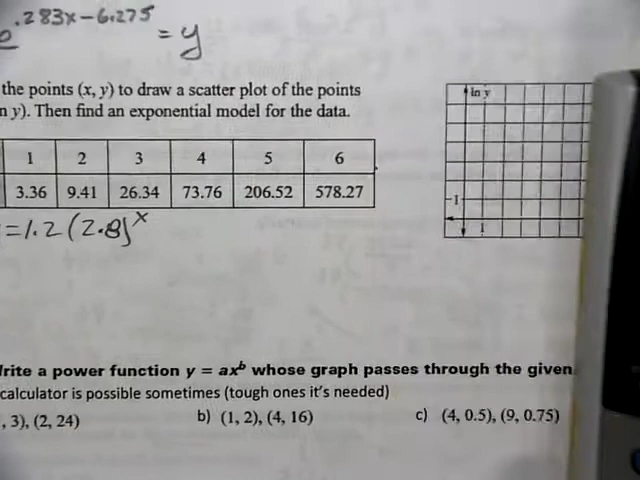 e^.283x-6.275 = y
the points (x, y) to draw a scatter plot of the points
n y). Then find an exponential model for the data.
ln y
1 2 3 4 5 6
3.36 9.41 26.34 73.76 206.52 578.27
1
1
=1.2(2.8)^x
rite a power function y = ax^b whose graph passes through the given
calculator is possible sometimes (tough ones it's needed)
, 3), (2, 24) b) (1, 2), (4, 16) c) (4, 0.5), (9, 0.75)